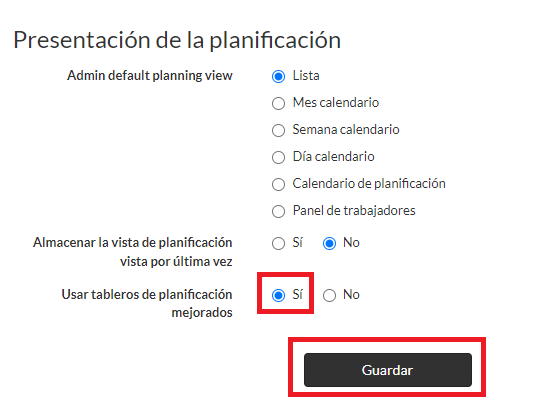 Presentación de la planificación
Admin default planning view
Lista
Mes calendario
Semana calendario
Día calendario
Calendario de planificación
Panel de trabajadores
Almacenar la vista de planificación
vista por última vez
Sí
No
Usar tableros de planificación
mejorados
Sí
No
Guardar